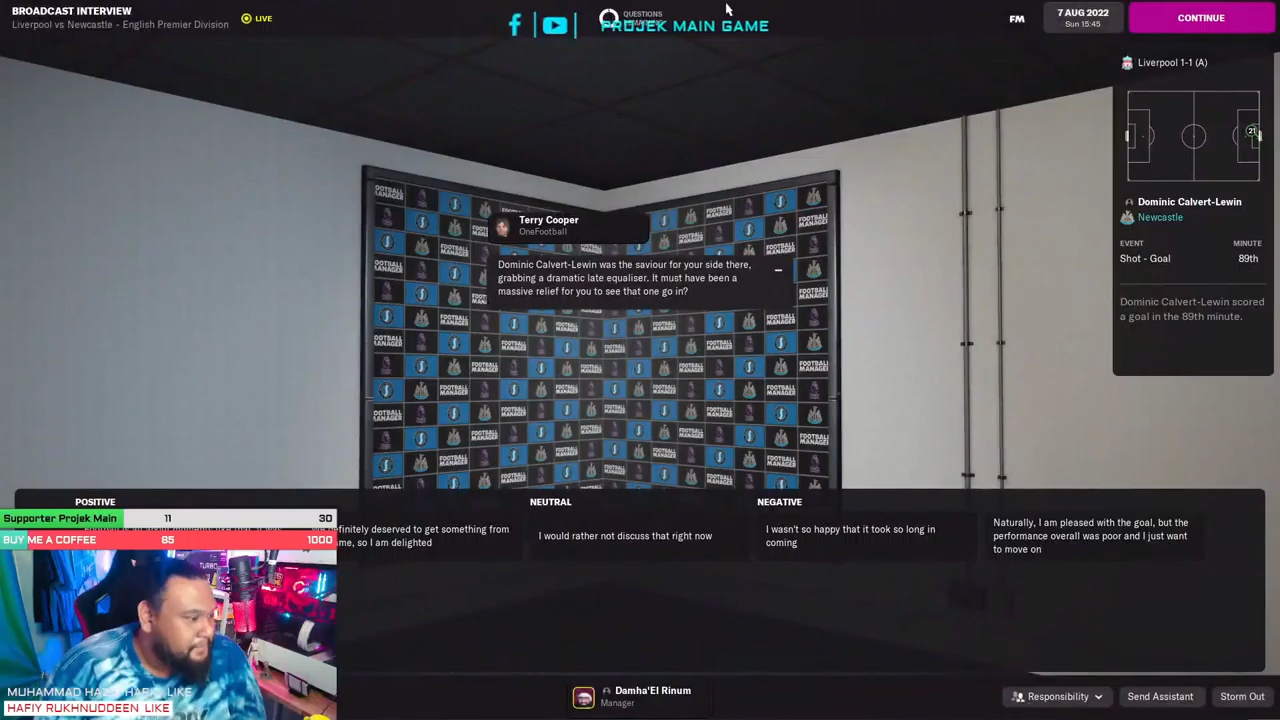 BROADCAST INTERVIEW
Liverpool vs Newcastle - English Premier Division
LIVE
QUESTIONS
PROJEK MAIN GAME
FM
7 AUG 2022
Sun 15:45
CONTINUE
Liverpool 1-1 (A)
21
Dominic Calvert-Lewin
Newcastle
EVENT
MINUTE
Shot - Goal
89th
Dominic Calvert-Lewin scored
a goal in the 89th minute.
Terry Cooper
OneFootball
Dominic Calvert-Lewin was the saviour for your side there,
grabbing a dramatic late equaliser. It must have been a
massive relief for you to see that one go in?
FOOTBALL MANAGER
POSITIVE
NEUTRAL
NEGATIVE
definitely deserved to get something from
so I am delighted
I would rather not discuss that right now
I wasn't so happy that it took so long in
coming
Naturally, I am pleased with the goal, but the
performance overall was poor and I just want
to move on
Supporter Projek Main
11
30
BUY ME A COFFEE
85
1000
TURBO
LIKE
HAFIY RUKHNUDDEEN LIKE
Damha'El Rinum
Manager
Responsibility
Send Assistant
Storm Out